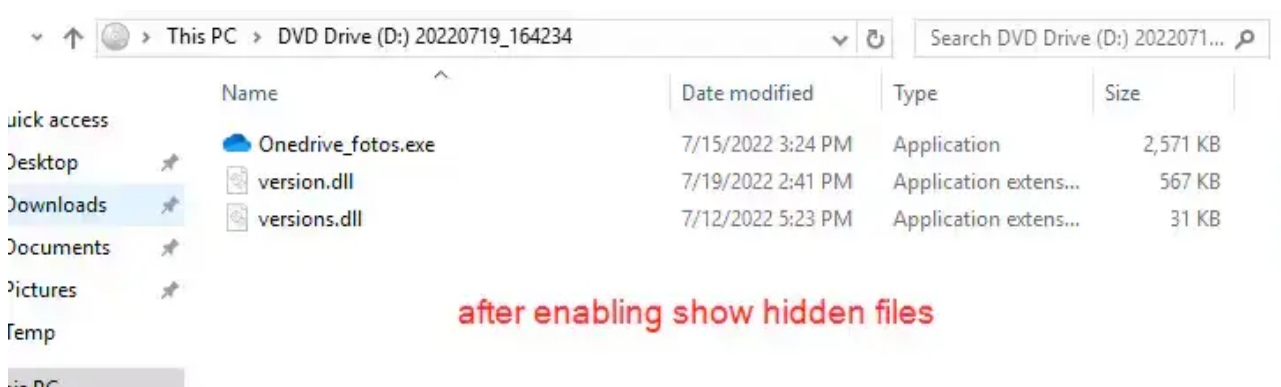 This PC > DVD Drive (D:) 20220719_164234
Search DVD Drive (D:) 2022071...
Name Date modified Type Size
uick access
Desktop
Downloads
Documents
Pictures
Temp
Onedrive_fotos.exe 7/15/2022 3:24 PM Application 2,571 KB
version.dll 7/19/2022 2:41 PM Application extens... 567 KB
versions.dll 7/12/2022 5:23 PM Application extens... 31 KB
after enabling show hidden files